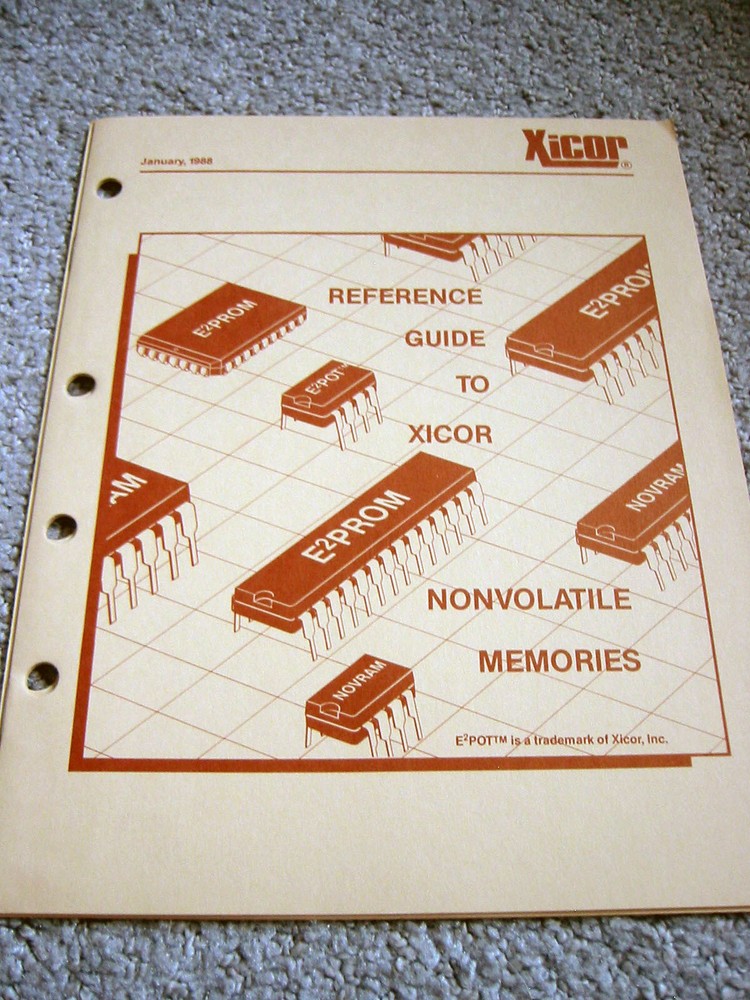 January, 1988
Xicor®
REFERENCE
E²PROM
E²PROM
GUIDE
E²POT™
TO
XICOR
AM
NOVRAM
E²PROM
NONVOLATILE
MEMORIES
NOVRAM
E²POT™ is a trademark of Xicor, Inc.